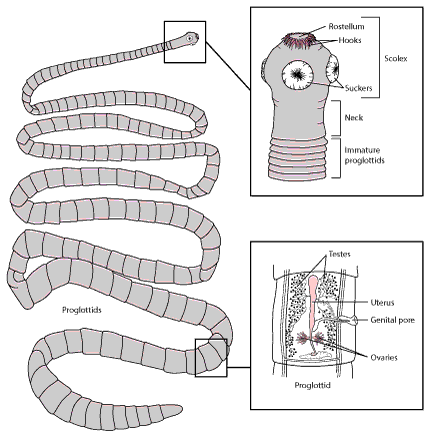 Rostellum
Hooks
Scolex
Suckers
Neck
Immature
proglottids
Testes
Uterus
Genital pore
Ovaries
Proglottid
Proglottids